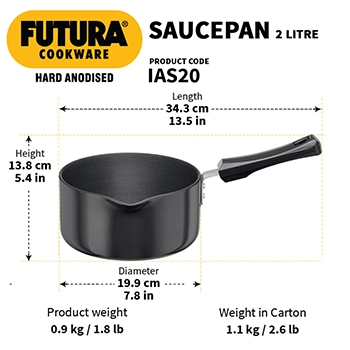 FUTURA®
COOKWARE
HARD ANODISED
SAUCEPAN 2 LITRE
PRODUCT CODE
IAS20
Length
34.3 cm
13.5 in
Height
13.8 cm
5.4 in
Diameter
19.9 cm
7.8 in
Product weight
0.9 kg / 1.8 lb
Weight in Carton
1.1 kg / 2.6 lb